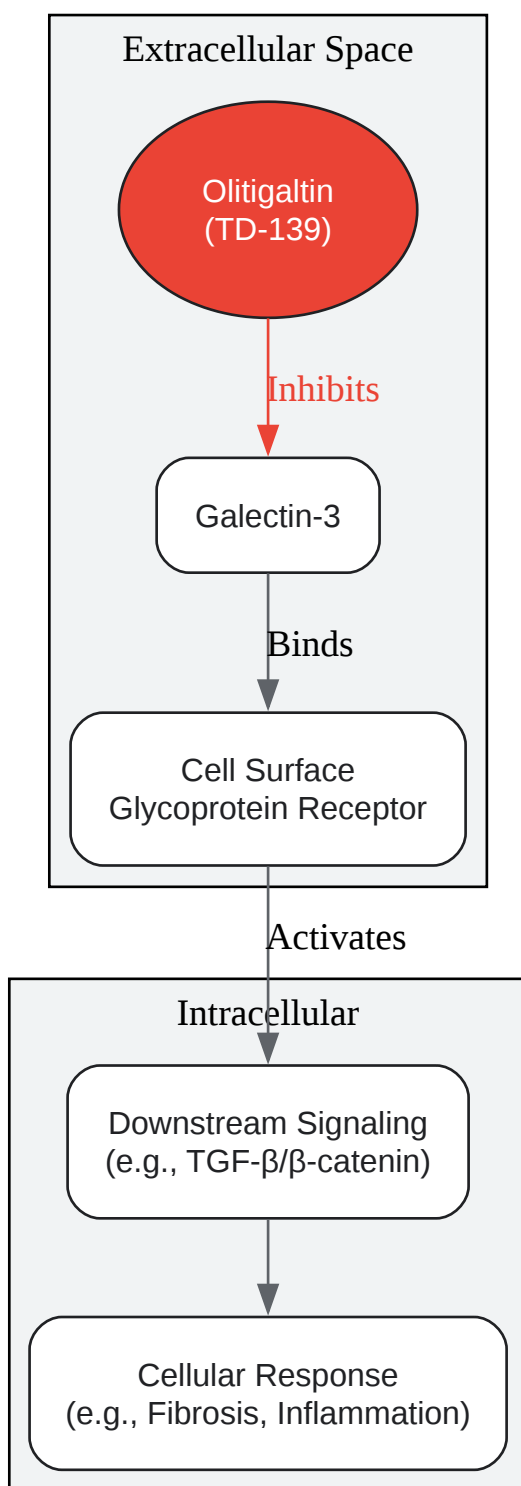 Extracellular Space
Olitigaltin
(TD-139)
Inhibits
Galectin-3
Binds
Cell Surface
Glycoprotein Receptor
Activates
Intracellular
Downstream Signaling
(e.g., TGF-β/β-catenin)
Cellular Response
(e.g., Fibrosis, Inflammation)